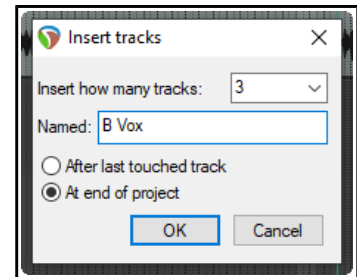 Insert tracks
Insert how many tracks: 3
Named: B Vox
After last touched track
At end of project
OK Cancel